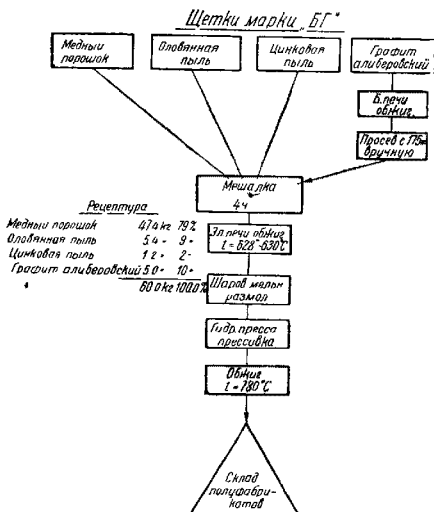 Щетки марки „БГ"
Медный
порошок
Оловянная
пыль
Цинковая
пыль
Графит
алиберовский
Б.печи
обжиг
Просев с 175м
вручную
Мешалка
4ч
Рецептура
Медный порошок 47.4 кг 79%
Оловянная пыль 5.4 " 9 "
Цинковая пыль 1.2 " 2 "
Графит алиберовский 6.0 " 10 "
60.0 кг 100.0%
Эл.печи обжиг
t = 628°-630°C
Шаров. мельн.
размол
Гидр. пресса
прессивка
Обжиг
t = 780°C
Склад
полуфабри-
катов